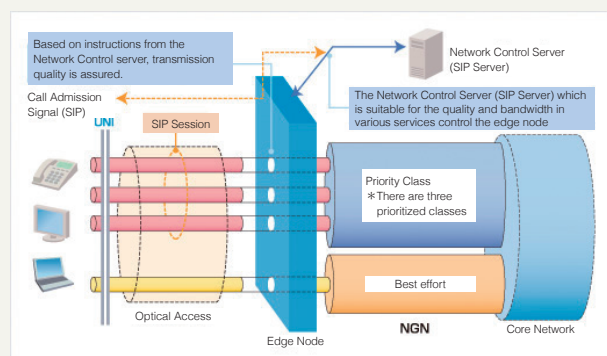 Based on instructions from the
Network Control server, transmission
quality is assured.
Network Control Server
(SIP Server)
Call Admission
Signal (SIP)
The Network Control Server (SIP Server) which
is suitable for the quality and bandwidth in
various services control the edge node
UNI
SIP Session
Priority Class
*There are three
prioritized classes
Best effort
Optical Access
Edge Node
NGN
Core Network